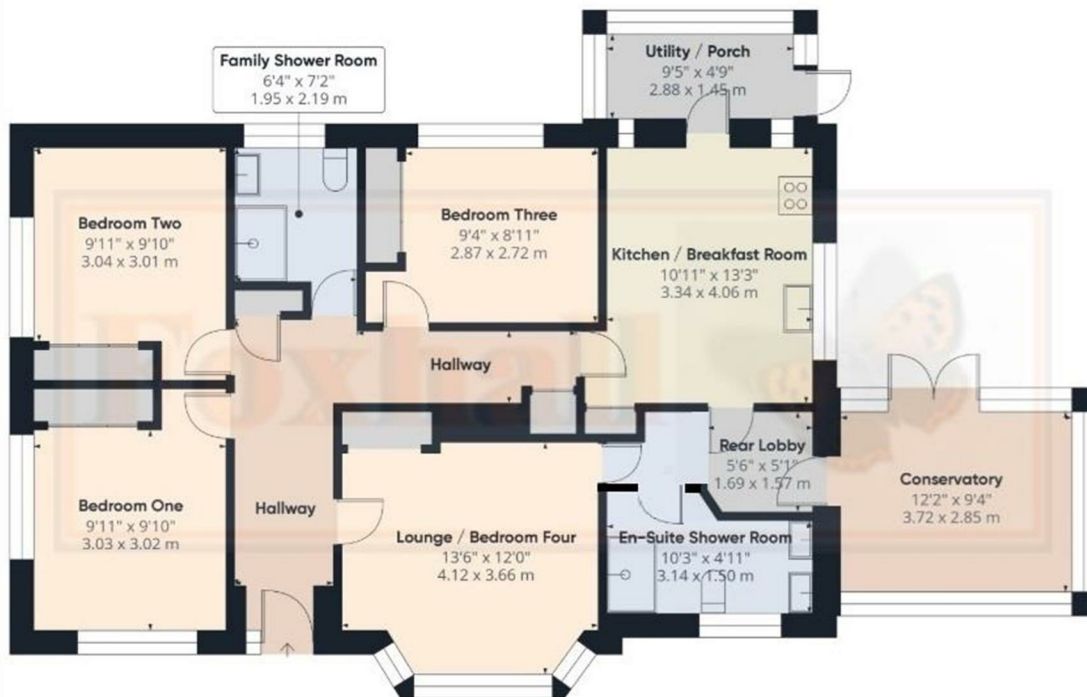 Family Shower Room
6'4" x 7'2"
1.95 x 2.19 m
Utility / Porch
9'5" x 4'9"
2.88 x 1.45 m
Bedroom Two
9'11" x 9'10"
3.04 x 3.01 m
Bedroom Three
9'4" x 8'11"
2.87 x 2.72 m
Kitchen / Breakfast Room
10'11" x 13'3"
3.34 x 4.06 m
Hallway
Foxhall
Rear Lobby
5'6" x 5'1"
1.69 x 1.57 m
Conservatory
12'2" x 9'4"
3.72 x 2.85 m
Bedroom One
9'11" x 9'10"
3.03 x 3.02 m
Hallway
Lounge / Bedroom Four
13'6" x 12'0"
4.12 x 3.66 m
En-Suite Shower Room
10'3" x 4'11"
3.14 x 1.50 m